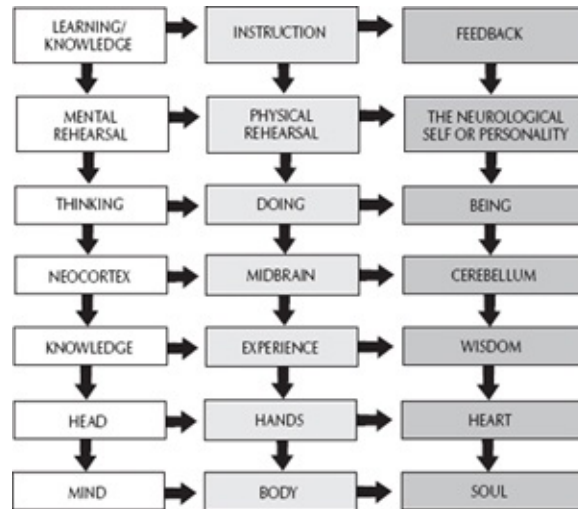 LEARNING/
KNOWLEDGE
INSTRUCTION
FEEDBACK
MENTAL
REHEARSAL
PHYSICAL
REHEARSAL
THE NEUROLOGICAL
SELF OR PERSONALITY
THINKING
DOING
BEING
NEOCORTEX
MIDBRAIN
CEREBELLUM
KNOWLEDGE
EXPERIENCE
WISDOM
HEAD
HANDS
HEART
MIND
BODY
SOUL